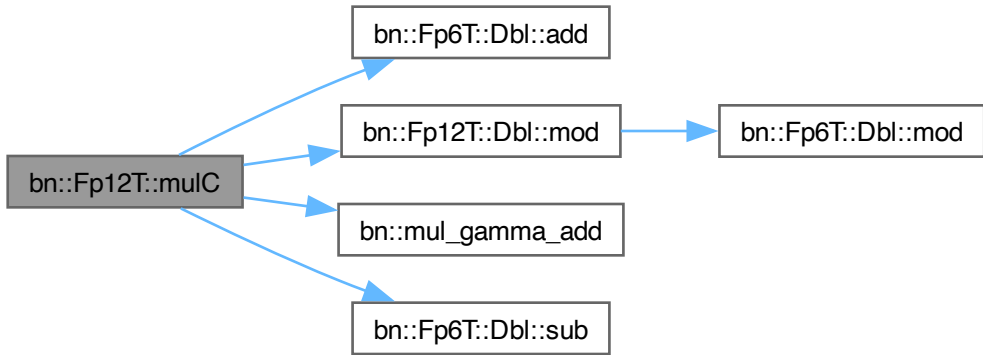 bn::Fp12T::mulC
bn::Fp6T::Dbl::add
bn::Fp12T::Dbl::mod
bn::Fp6T::Dbl::mod
bn::mul_gamma_add
bn::Fp6T::Dbl::sub